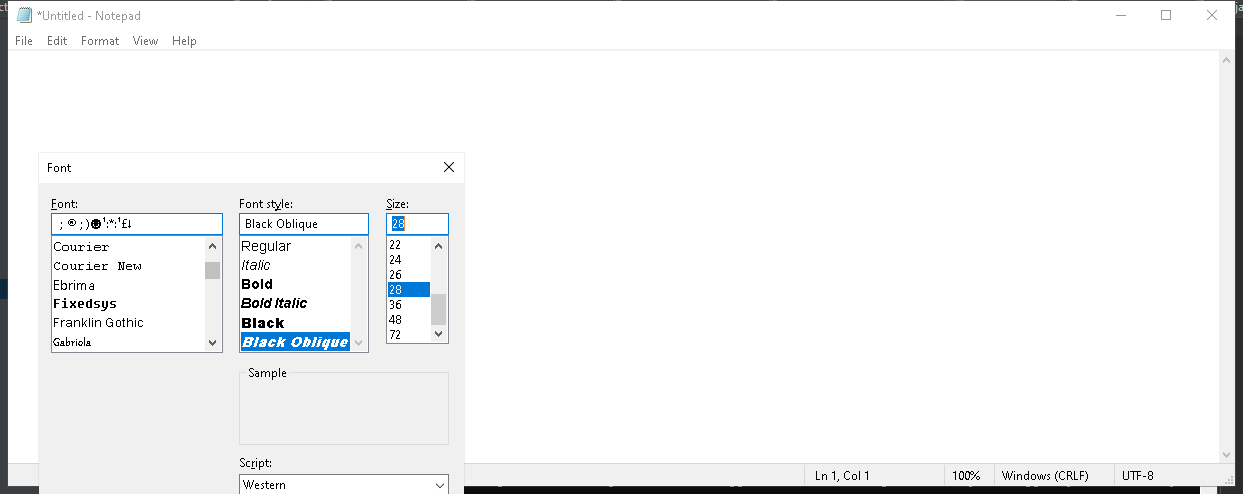 *Untitled - Notepad
File Edit Format View Help
Font
Font: Font style: Size:
;®;)☻¹:*:¹£↓ Black Oblique 28
Courier Regular 22
Courier New Italic 24
Ebrima Bold 26
Fixedsys Bold Italic 28
Franklin Gothic Black 36
Gabriola Black Oblique 48
72
Sample
Script:
Western
Ln 1, Col 1 100% Windows (CRLF) UTF-8